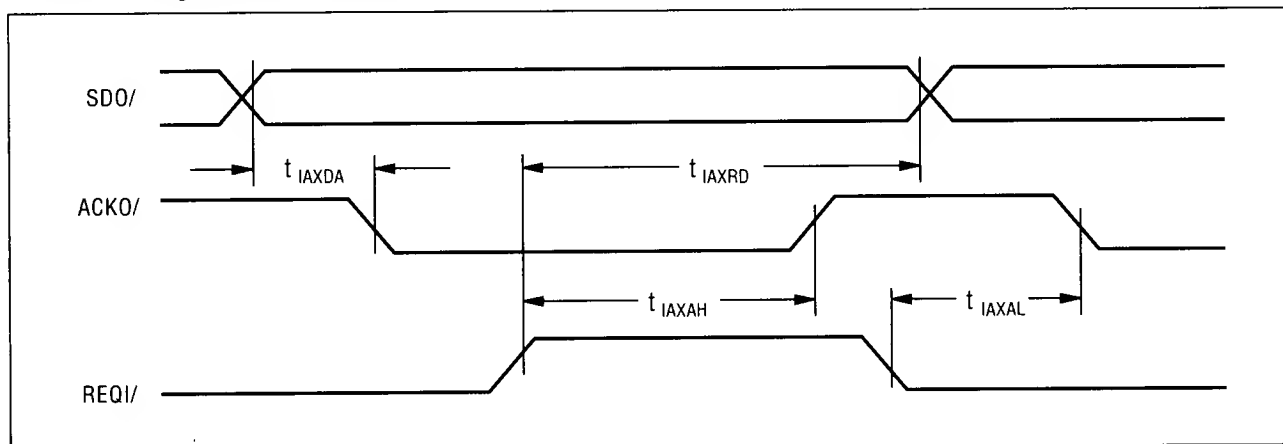 SDO/
t IAXDA
t IAXRD
ACKO/
t IAXAH
t IAXAL
REQI/